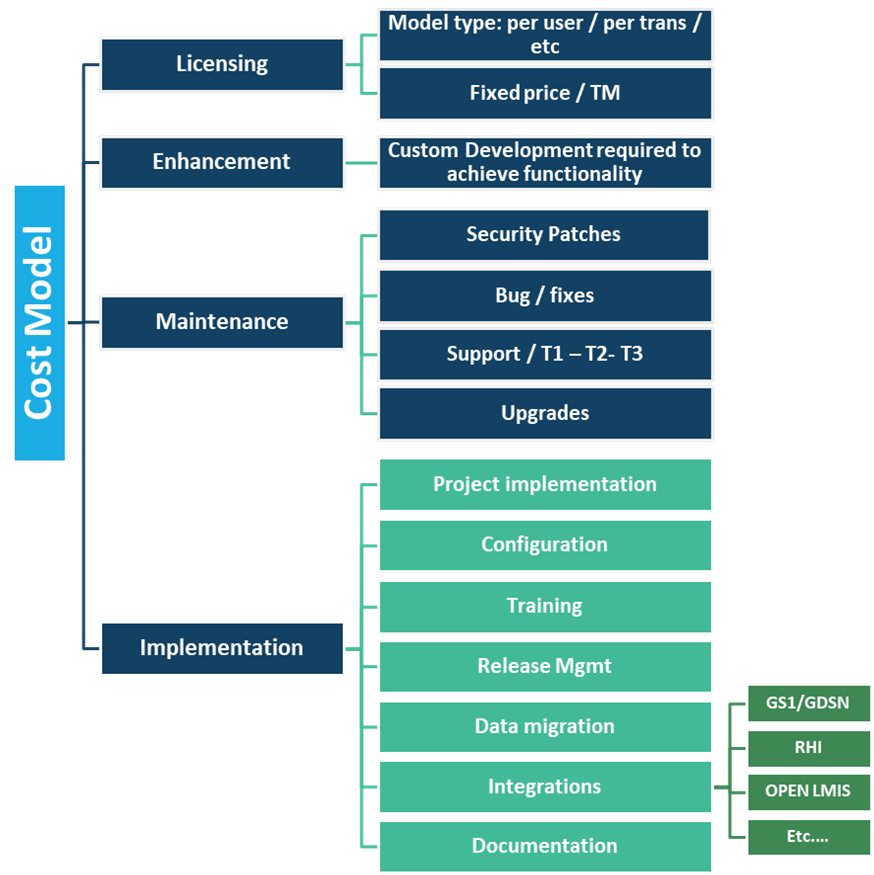 Cost Model
Licensing
Model type: per user / per trans /
etc
Fixed price / TM
Enhancement
Custom Development required to
achieve functionality
Maintenance
Security Patches
Bug / fixes
Support / T1 – T2- T3
Upgrades
Implementation
Project implementation
Configuration
Training
Release Mgmt
Data migration
Integrations
GS1/GDSN
RHI
OPEN LMIS
Etc....
Documentation